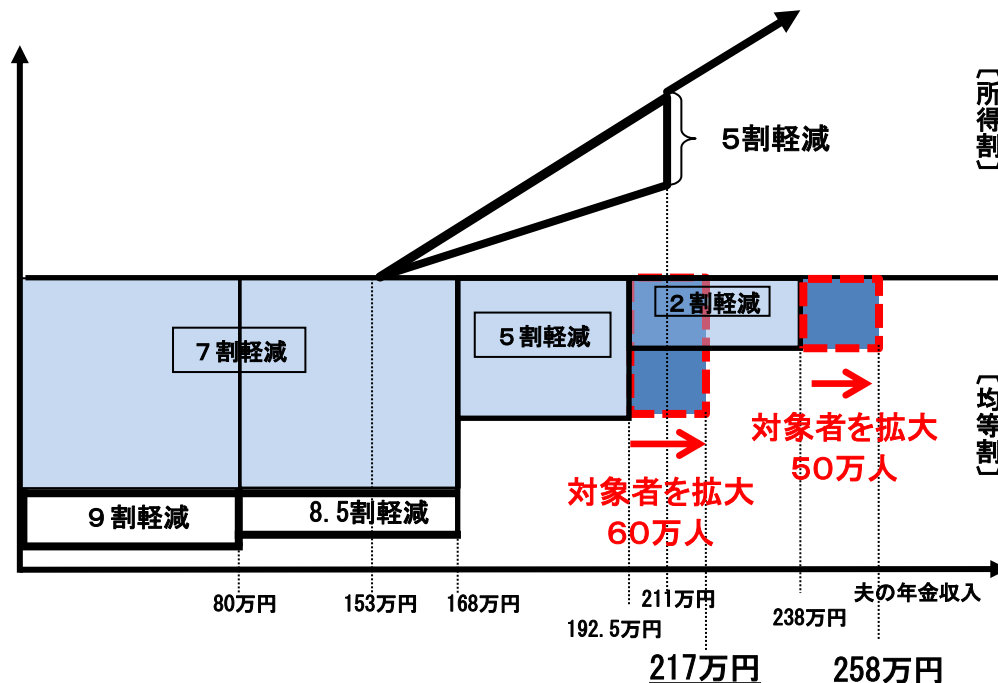 ［所得割］
５割軽減
２割軽減
５割軽減
７割軽減
［均等割］
対象者を拡大
50万人
対象者を拡大
60万人
９割軽減
8.5割軽減
夫の年金収入
80万円
153万円
168万円
192.5万円
211万円
217万円
238万円
258万円